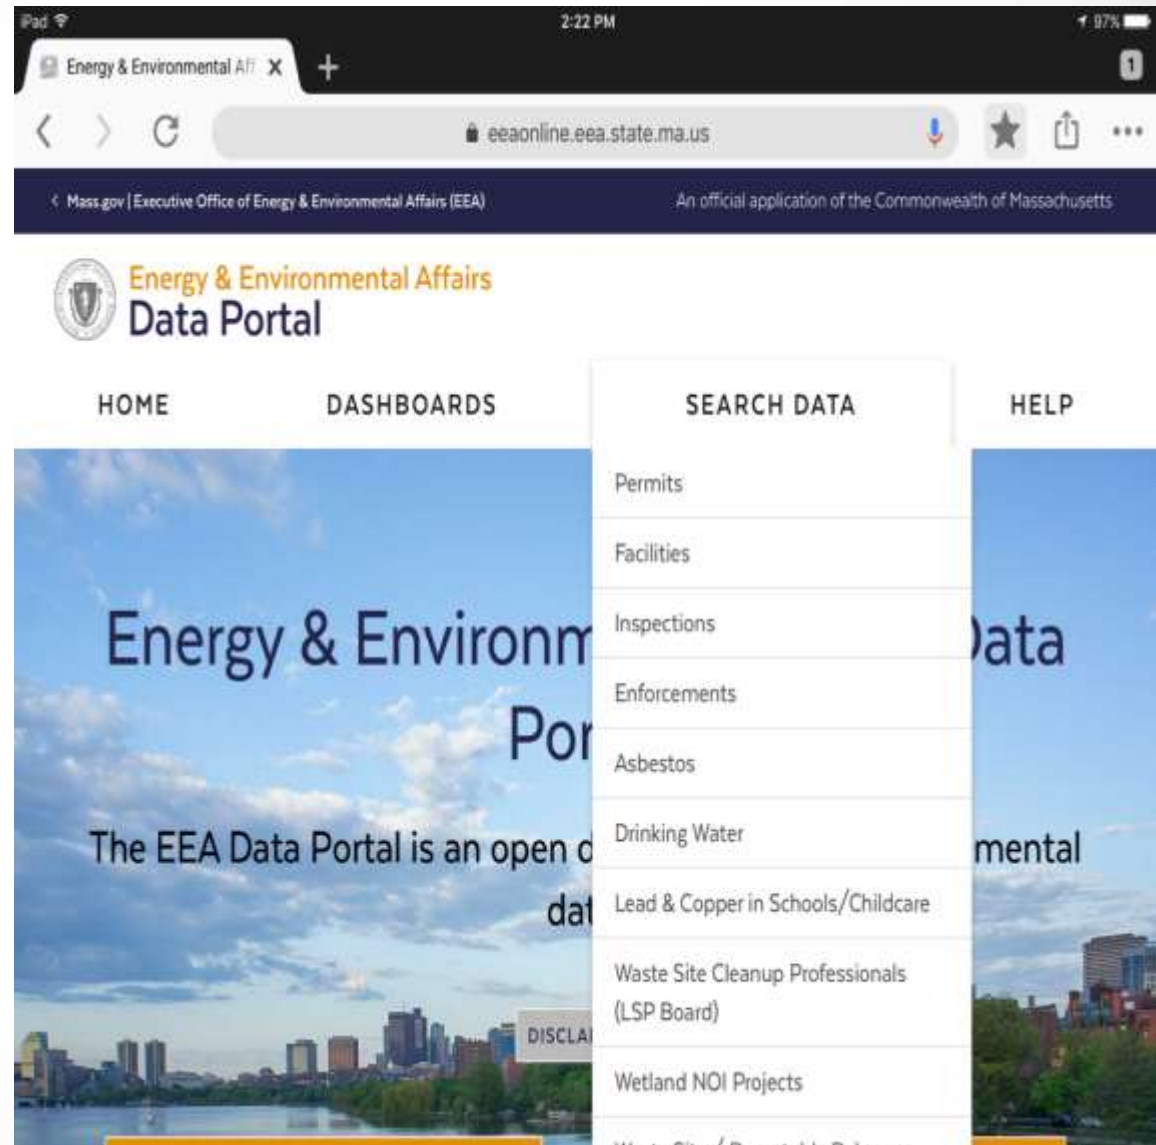 iPad
2:22 PM
97%
Energy & Environmental Aff
1
eeaonline.eea.state.ma.us
Mass.gov | Executive Office of Energy & Environmental Affairs (EEA)
An official application of the Commonwealth of Massachusetts
Energy & Environmental Affairs
Data Portal
HOME
DASHBOARDS
SEARCH DATA
HELP
Permits
Facilities
Inspections
Enforcements
Asbestos
Drinking Water
Lead & Copper in Schools/Childcare
Waste Site Cleanup Professionals
(LSP Board)
Wetland NOI Projects
Energy & Environm Data
Por
The EEA Data Portal is an open d mental
dat
DISCLAI